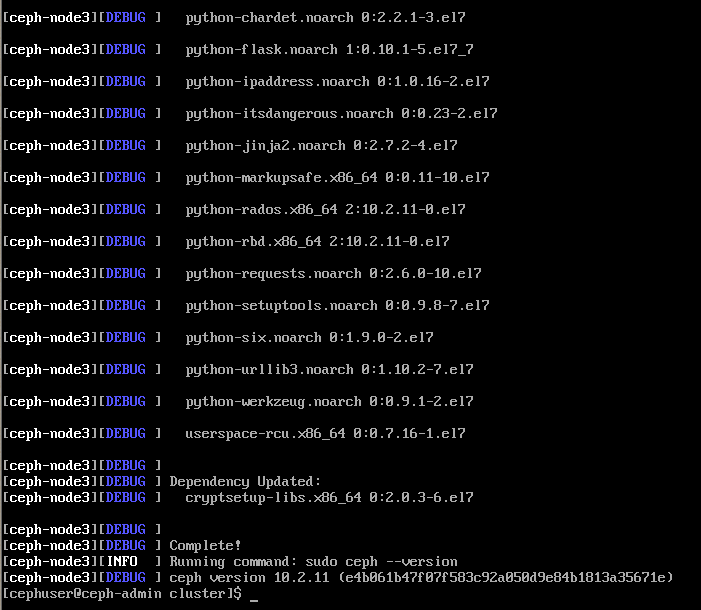 [ceph-node3][DEBUG ]   python-chardet.noarch 0:2.2.1-3.el7
[ceph-node3][DEBUG ]   python-flask.noarch 1:0.10.1-5.el7_7
[ceph-node3][DEBUG ]   python-ipaddress.noarch 0:1.0.16-2.el7
[ceph-node3][DEBUG ]   python-itsdangerous.noarch 0:0.23-2.el7
[ceph-node3][DEBUG ]   python-jinja2.noarch 0:2.7.2-4.el7
[ceph-node3][DEBUG ]   python-markupsafe.x86_64 0:0.11-10.el7
[ceph-node3][DEBUG ]   python-rados.x86_64 2:10.2.11-0.el7
[ceph-node3][DEBUG ]   python-rbd.x86_64 2:10.2.11-0.el7
[ceph-node3][DEBUG ]   python-requests.noarch 0:2.6.0-10.el7
[ceph-node3][DEBUG ]   python-setuptools.noarch 0:0.9.8-7.el7
[ceph-node3][DEBUG ]   python-six.noarch 0:1.9.0-2.el7
[ceph-node3][DEBUG ]   python-urllib3.noarch 0:1.10.2-7.el7
[ceph-node3][DEBUG ]   python-werkzeug.noarch 0:0.9.1-2.el7
[ceph-node3][DEBUG ]   userspace-rcu.x86_64 0:0.7.16-1.el7
[ceph-node3][DEBUG ]
[ceph-node3][DEBUG ] Dependency Updated:
[ceph-node3][DEBUG ]   cryptsetup-libs.x86_64 0:2.0.3-6.el7
[ceph-node3][DEBUG ]
[ceph-node3][DEBUG ] Complete!
[ceph-node3][INFO  ] Running command: sudo ceph --version
[ceph-node3][DEBUG ] ceph version 10.2.11 (e4b061b47f07f583c92a050d9e84b1813a35671e)
[cephuser@ceph-admin cluster]$ _